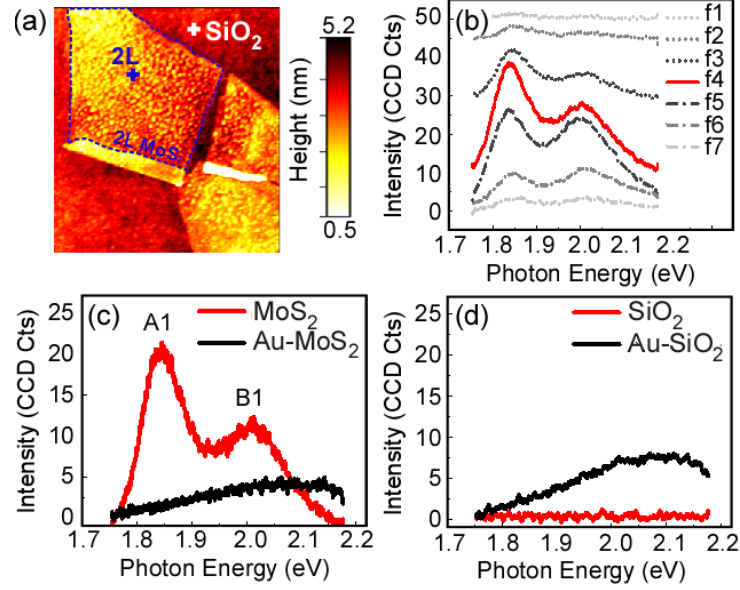 (a)
SiO2
2L
2L MoS
5.2
Height (nm)
0.5
(b)
50
40
30
20
10
0
Intensity (CCD Cts)
f1
f2
f3
f4
f5
f6
f7
1.7 1.8 1.9 2.0 2.1 2.2
Photon Energy (eV)
(c)
25
20
15
10
5
0
Intensity (CCD Cts)
A1
B1
MoS2
Au-MoS2
1.7 1.8 1.9 2.0 2.1 2.2
Photon Energy (eV)
(d)
25
20
15
10
5
0
Intensity (CCD Cts)
SiO2
Au-SiO2
1.7 1.8 1.9 2.0 2.1 2.2
Photon Energy (eV)